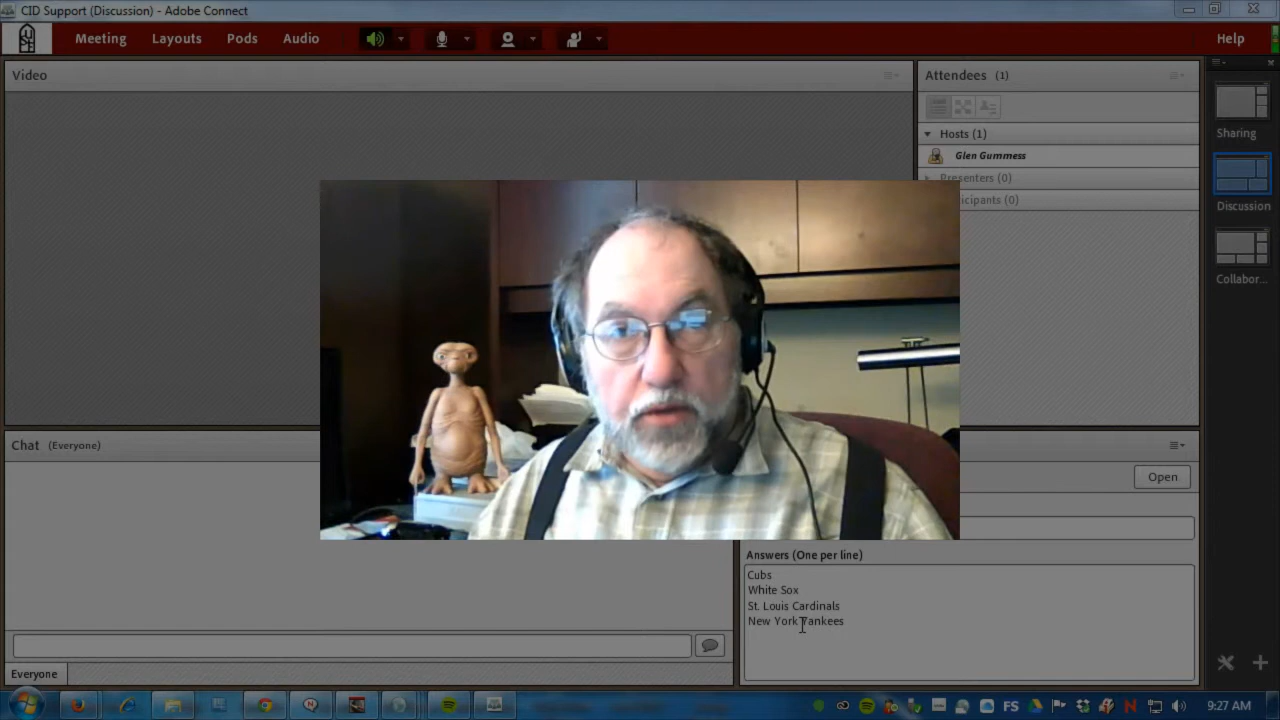 CID Support (Discussion) - Adobe Connect
Meeting Layouts Pods Audio Help
Video
Attendees (1)
Hosts (1)
Glen Gummess
Presenters (0)
ticipants (0)
Sharing
Discussion
Collabor...
Chat (Everyone)
Open
Answers (One per line)
Cubs
White Sox
St. Louis Cardinals
New York Yankees
Everyone
FS
N
9:27 AM